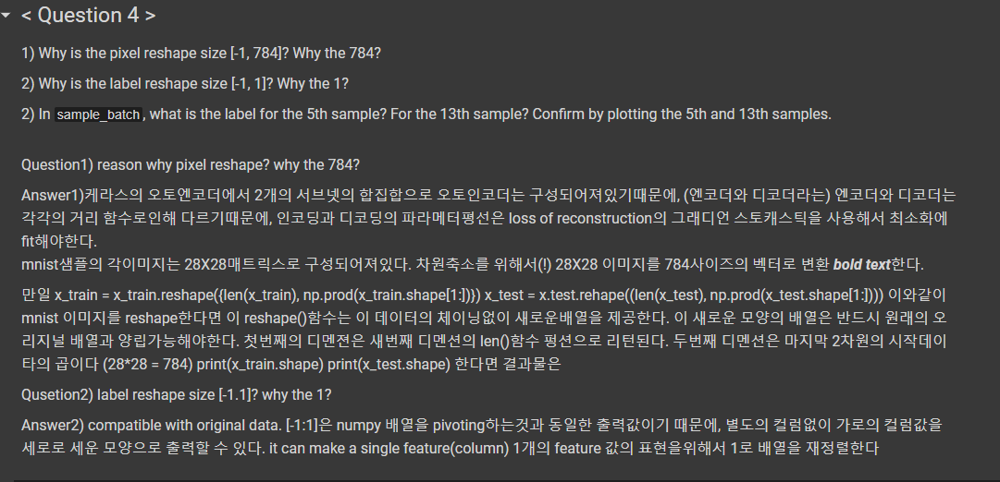 < Question 4 >
1) Why is the pixel reshape size [-1, 784]? Why the 784?
2) Why is the label reshape size [-1, 1]? Why the 1?
2) In sample_batch, what is the label for the 5th sample? For the 13th sample? Confirm by plotting the 5th and 13th samples.
Question1) reason why pixel reshape? why the 784?
Answer1)케라스의 오토엔코더에서 2개의 서브넷의 합집합으로 오토인코더는 구성되어져있기때문에, (엔코더와 디코더라는) 엔코더와 디코더는
각각의 거리 함수로인해 다르기때문에, 인코딩과 디코딩의 파라메터평선은 loss of reconstruction의 그래디언 스토캐스틱을 사용해서 최소화에
fit해야한다.
mnist샘플의 각이미지는 28X28매트릭스로 구성되어져있다. 차원축소를 위해서(!) 28X28 이미지를 784사이즈의 벡터로 변환 bold text한다.
만일 x_train = x_train.reshape({len(x_train), np.prod(x_train.shape[1:])}) x_test = x.test.rehape((len(x_test), np.prod(x_test.shape[1:]))) 이와같이
mnist 이미지를 reshape한다면 이 reshape()함수는 이 데이터의 체이닝없이 새로운배열을 제공한다. 이 새로운 모양의 배열은 반드시 원래의 오
리지널 배열과 양립가능해야한다. 첫번째의 디멘젼은 새번째 디멘션의 len()함수 펑션으로 리턴된다. 두번째 디멘션은 마지막 2차원의 시작데이
타의 곱이다 (28*28 = 784) print(x_train.shape) print(x_test.shape) 한다면 결과물은
Qusetion2) label reshape size [-1.1]? why the 1?
Answer2) compatible with original data. [-1:1]은 numpy 배열을 pivoting하는것과 동일한 출력값이기 때문에, 별도의 컬럼없이 가로의 컬럼값을
세로로 세운 모양으로 출력할 수 있다. it can make a single feature(column) 1개의 feature 값의 표현을위해서 1로 배열을 재정렬한다